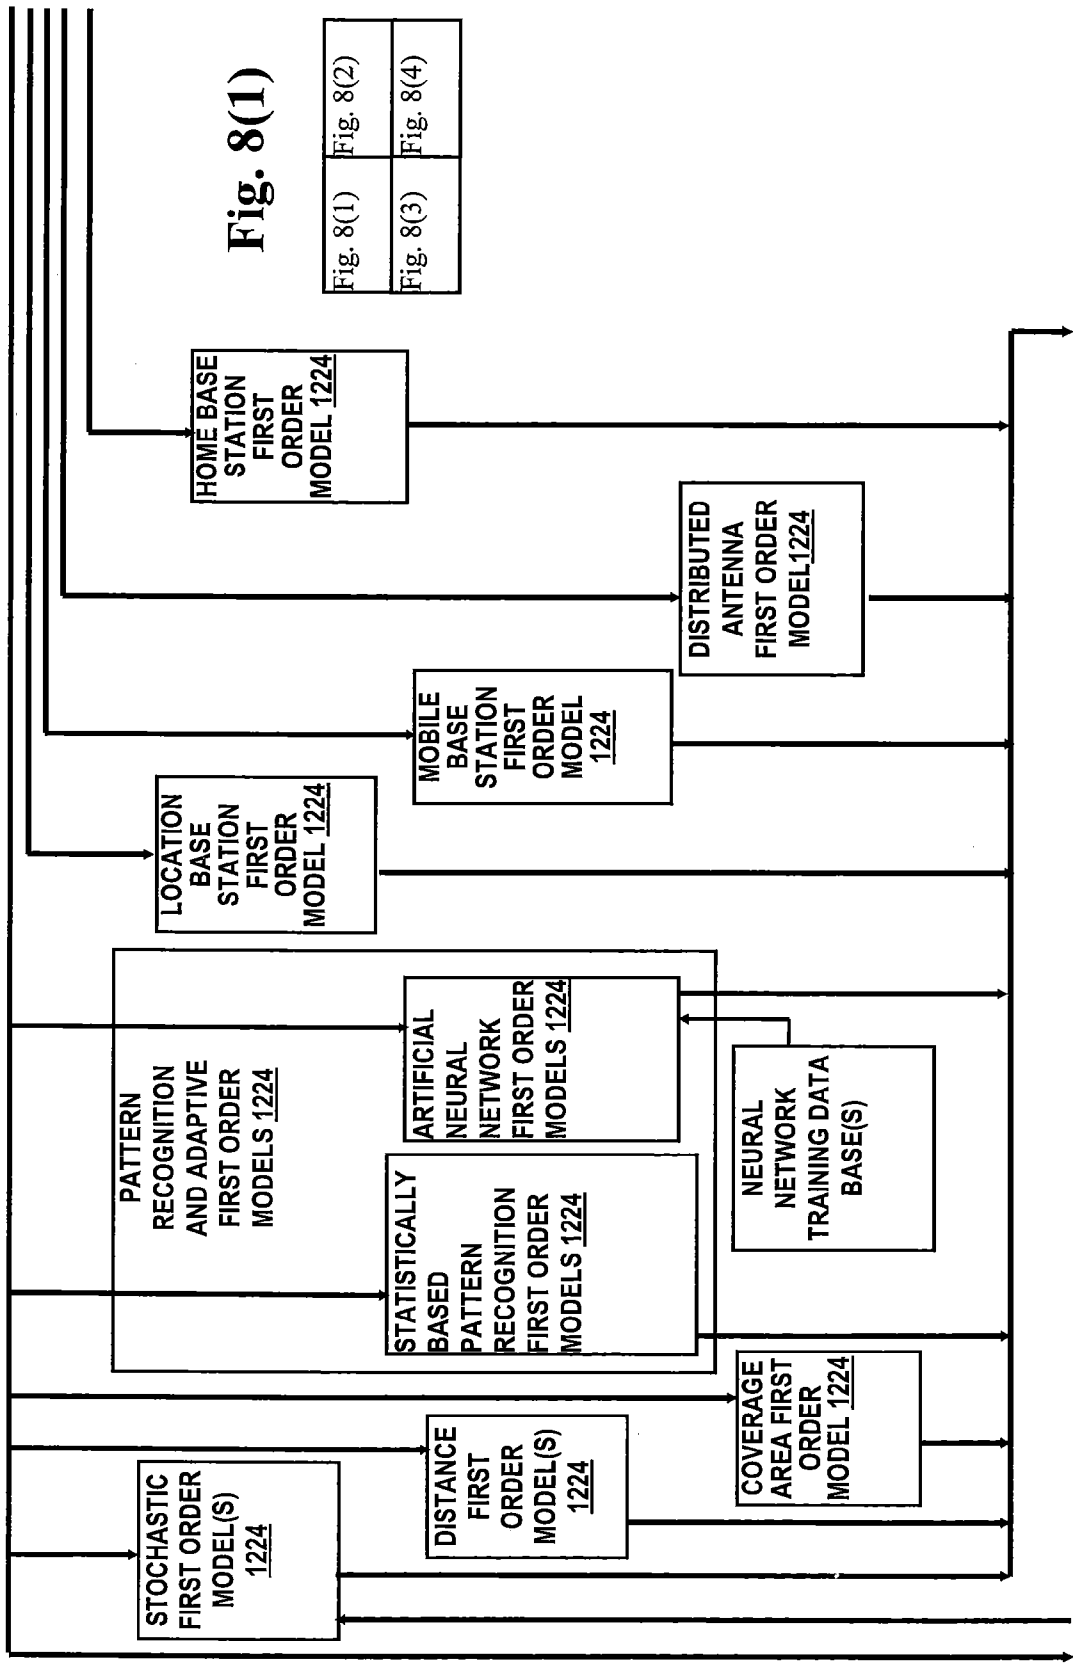 Fig. 8(1)
Fig. 8(1)
Fig. 8(2)
Fig. 8(3)
Fig. 8(4)
STOCHASTIC
FIRST ORDER
MODEL(S)
1224
DISTANCE
FIRST
ORDER
MODEL(S)
1224
COVERAGE
AREA FIRST
ORDER
MODEL 1224
PATTERN
RECOGNITION
AND ADAPTIVE
FIRST ORDER
MODELS 1224
STATISTICALLY
BASED
PATTERN
RECOGNITION
FIRST ORDER
MODELS 1224
ARTIFICIAL
NEURAL
NETWORK
FIRST ORDER
MODELS 1224
NEURAL
NETWORK
TRAINING DATA
BASE(S)
LOCATION
BASE
STATION
FIRST
ORDER
MODEL 1224
MOBILE
BASE
STATION
FIRST
ORDER
MODEL
1224
DISTRIBUTED
ANTENNA
FIRST ORDER
MODEL1224
HOME BASE
STATION
FIRST
ORDER
MODEL 1224